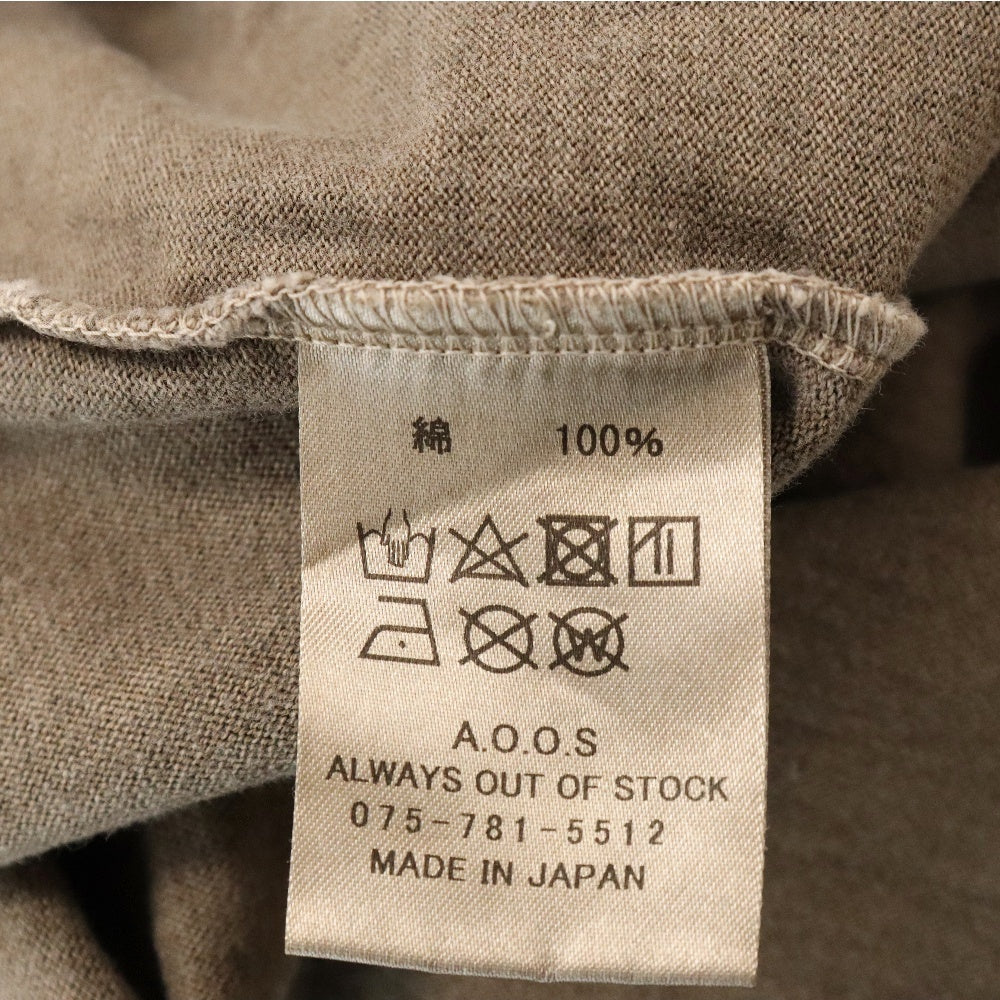 綿 100%
W
A.O.O.S
ALWAYS OUT OF STOCK
075-781-5512
MADE IN JAPAN